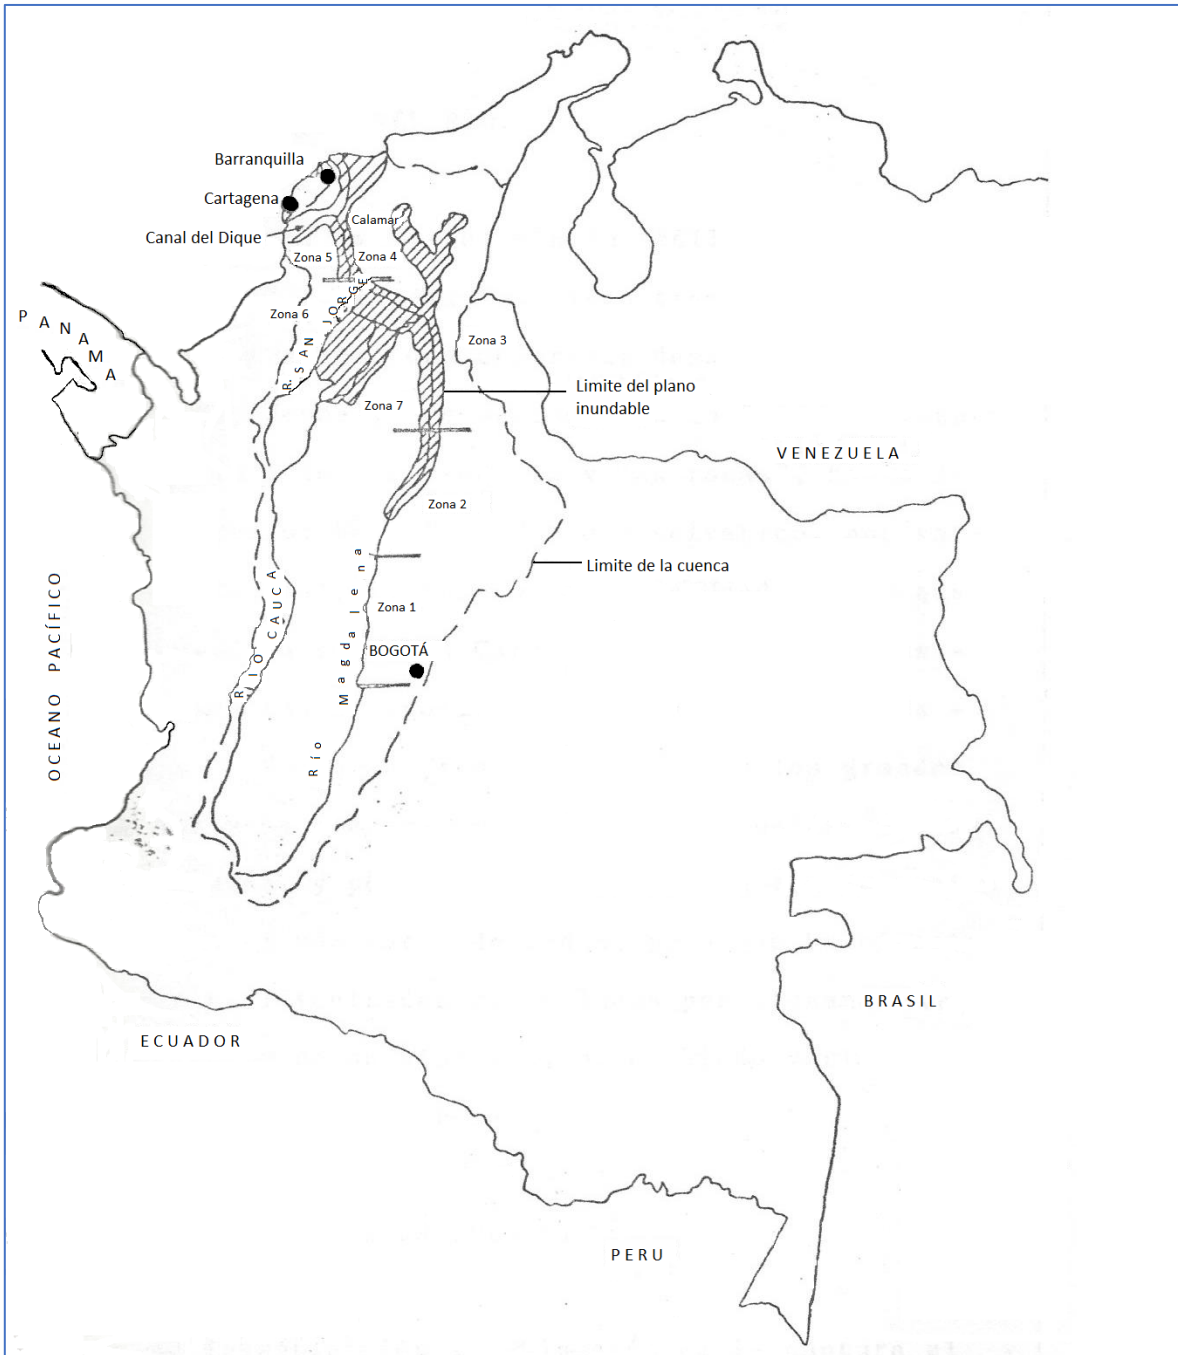 Barranquilla
Cartagena
Canal del Dique
Calamar
Zona 5
Zona 4
PANAMA
Zona 6
R. SAN JORGE
Zona 3
Limite del plano
inundable
Zona 7
VENEZUELA
Zona 2
Limite de la cuenca
OCEANO PACÍFICO
RIO CAUCA
Río Magdalena
Zona 1
BOGOTÁ
BRASIL
ECUADOR
PERU